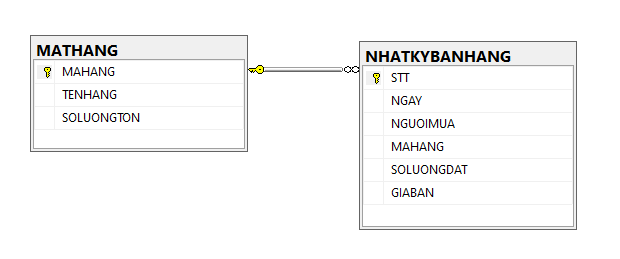 MATHANG
MAHANG
TENHANG
SOLUONGTON
NHATKYBANHANG
STT
NGAY
NGUOIMUA
MAHANG
SOLUONGDAT
GIABAN